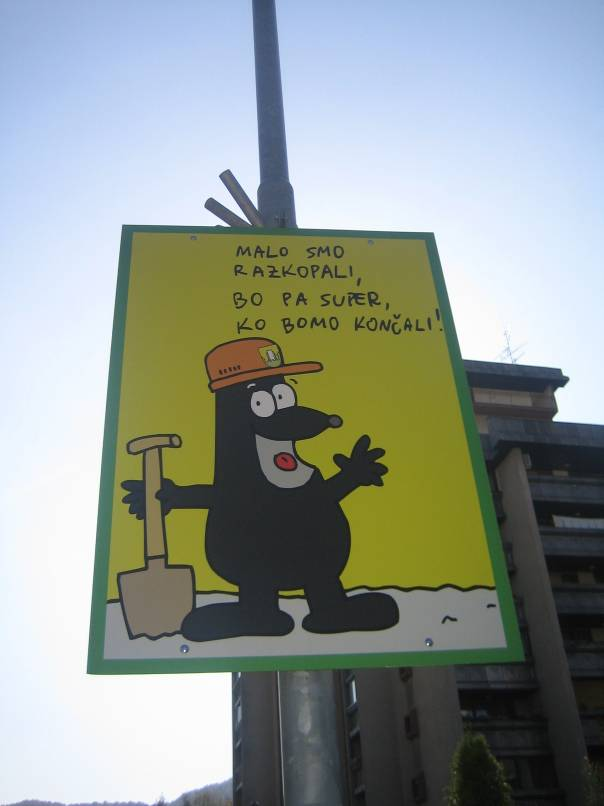 MALO SMO
RAZKOPALI,
BO PA SUPER,
KO BOMO KONČALI!